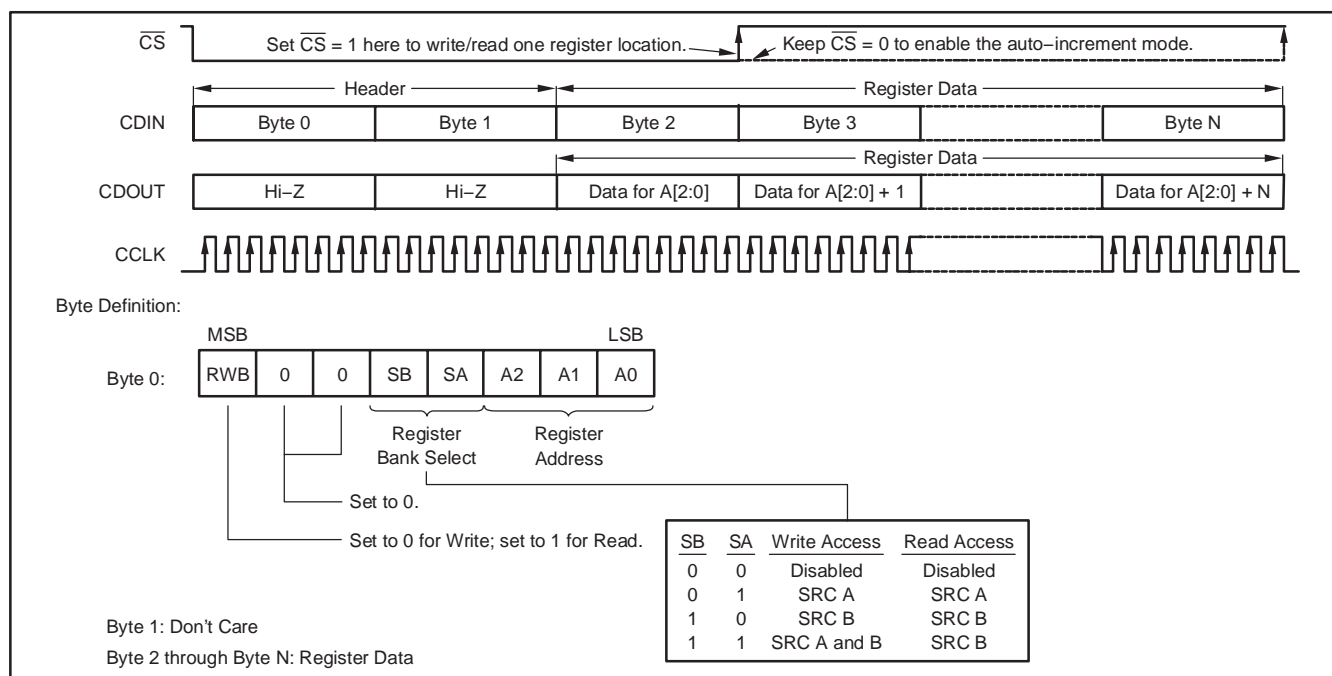 CS
Set CS = 1 here to write/read one register location.
Keep CS = 0 to enable the auto−increment mode.
Header
Register Data
CDIN
Byte 0
Byte 1
Byte 2
Byte 3
Byte N
Register Data
CDOUT
Hi−Z
Hi−Z
Data for A[2:0]
Data for A[2:0] + 1
Data for A[2:0] + N
CCLK
Byte Definition:
MSB
LSB
Byte 0:
RWB 0 0 SB SA A2 A1 A0
Register
Bank Select
Register
Address
Set to 0.
Set to 0 for Write; set to 1 for Read.
SB SA Write Access Read Access
0 0 Disabled Disabled
0 1 SRC A SRC A
1 0 SRC B SRC B
1 1 SRC A and B SRC B
Byte 1: Don't Care
Byte 2 through Byte N: Register Data